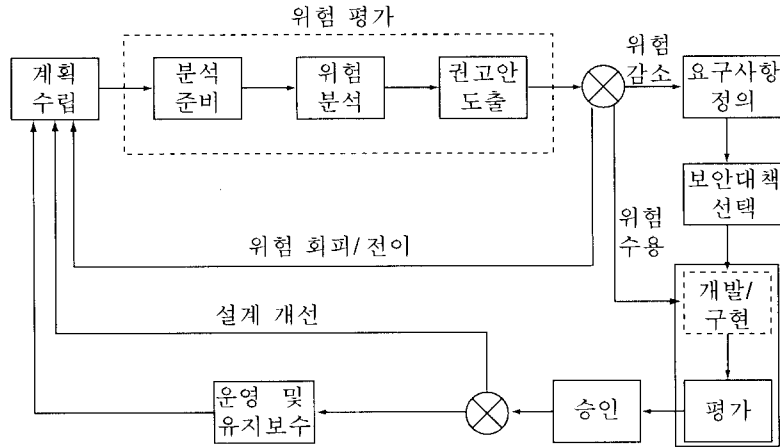 위험 평가
계획
수립
분석
준비
위험
분석
권고안
도출
위험
감소
요구사항
정의
보안대책
선택
위험
수용
위험 회피/전이
개발/
구현
설계 개선
운영 및
유지보수
승인
평가